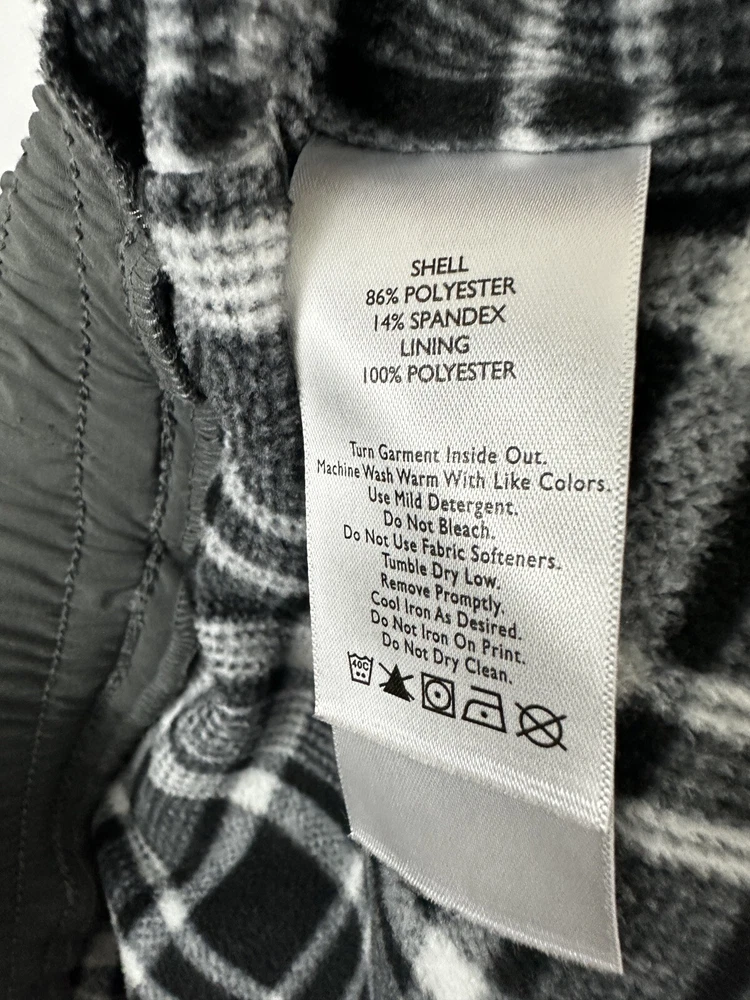 SHELL
86% POLYESTER
14% SPANDEX
LINING
100% POLYESTER
Turn Garment Inside Out.
Machine Wash Warm With Like Colors.
Use Mild Detergent.
Do Not Bleach.
Do Not Use Fabric Softeners.
Tumble Dry Low.
Remove Promptly.
Cool Iron As Desired.
Do Not Iron On Print.
Do Not Dry Clean.
40C